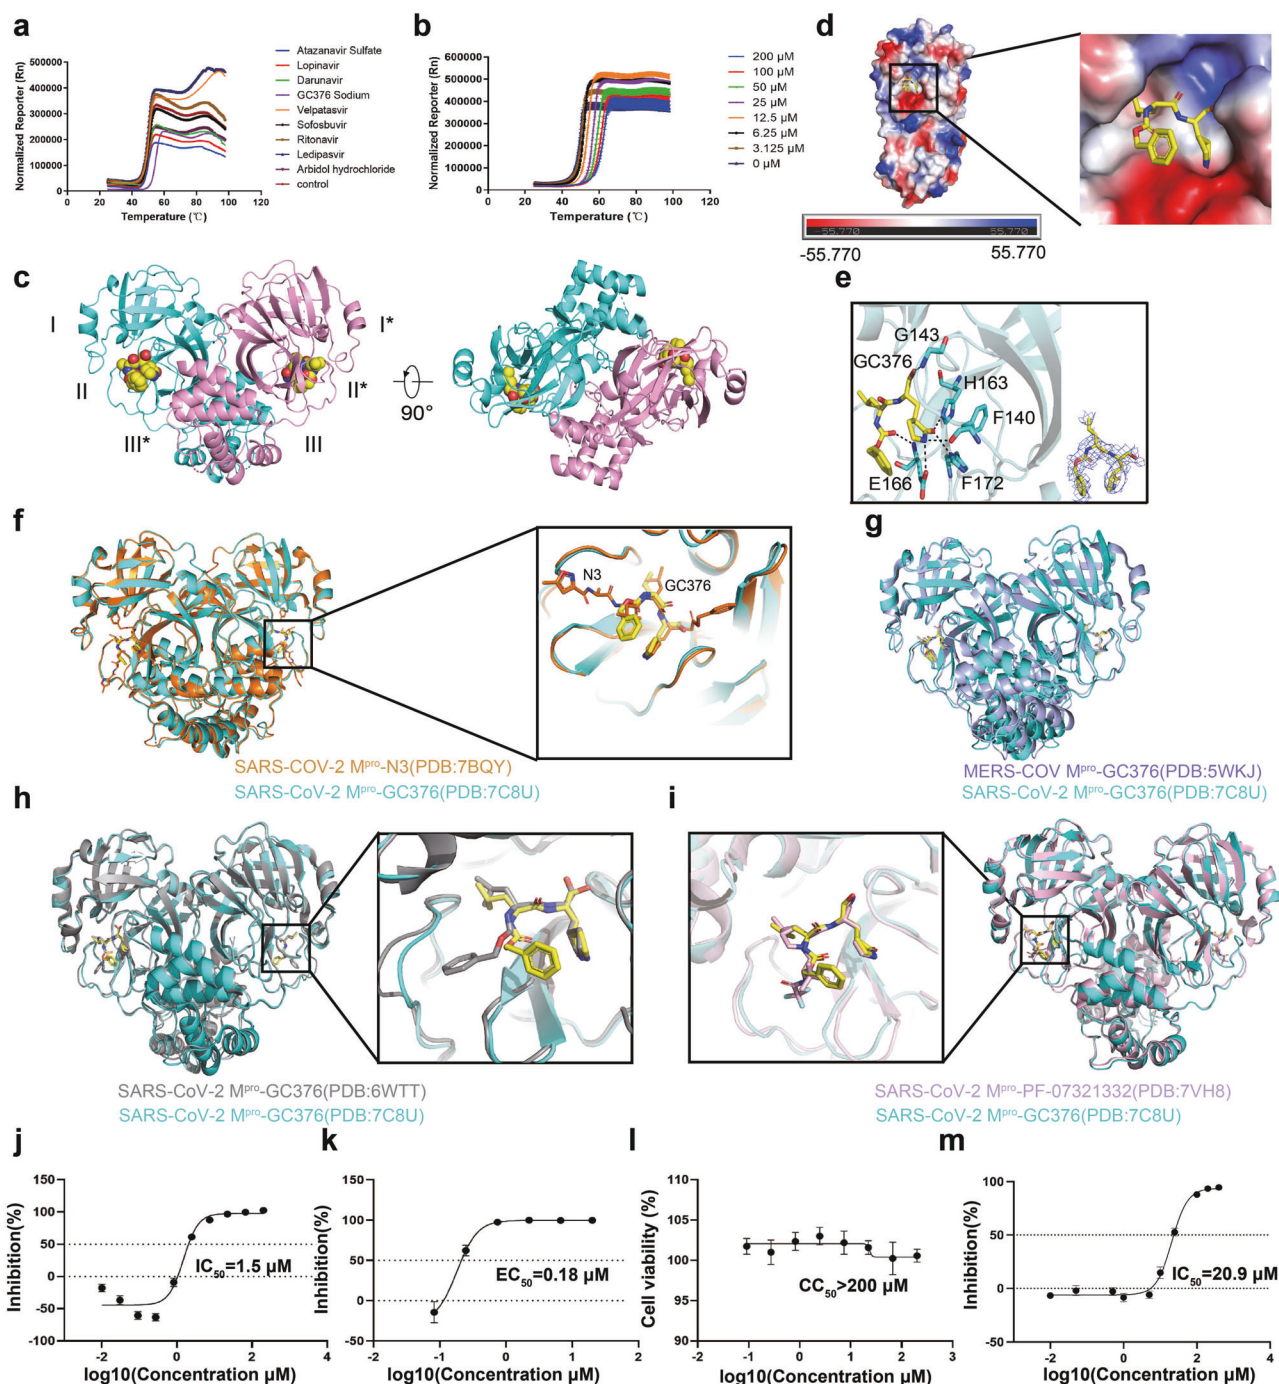 a
Normalized Reporter (Rn)
500000
400000
300000
200000
100000
0
0 20 40 60 80 100 120
Temperature (℃)
Atazanavir Sulfate
Lopinavir
Darunavir
GC376 Sodium
Velpatasvir
Sofosbuvir
Ritonavir
Ledipasvir
Arbidol hydrochloride
control
b
Normalized Reporter (Rn)
600000
500000
400000
300000
200000
100000
0
0 20 40 60 80 100 120
Temperature (℃)
200 μM
100 μM
50 μM
25 μM
12.5 μM
6.25 μM
3.125 μM
0 μM
d
-55.770 55.770
-55.770 55.770
c
I
II
III*
I*
II*
III
90°
e
G143
GC376
H163
F140
E166
F172
f
N3
GC376
SARS-COV-2 Mᵖʳᵒ-N3(PDB:7BQY)
SARS-CoV-2 Mᵖʳᵒ-GC376(PDB:7C8U)
g
MERS-COV Mᵖʳᵒ-GC376(PDB:5WKJ)
SARS-CoV-2 Mᵖʳᵒ-GC376(PDB:7C8U)
h
SARS-CoV-2 Mᵖʳᵒ-GC376(PDB:6WTT)
SARS-CoV-2 Mᵖʳᵒ-GC376(PDB:7C8U)
i
SARS-CoV-2 Mᵖʳᵒ-PF-07321332(PDB:7VH8)
SARS-CoV-2 Mᵖʳᵒ-GC376(PDB:7C8U)
j
Inhibition(%)
150
100
50
0
-50
-100
IC₅₀=1.5 μM
-2 0 2 4
log10(Concentration μM)
k
Inhibition(%)
150
100
50
0
-50
EC₅₀=0.18 μM
-2 -1 0 1 2
log10(Concentration μM)
l
Cell viability (%)
110
105
100
95
90
CC₅₀>200 μM
-2 -1 0 1 2 3
log10(Concentration μM)
m
Inhibition(%)
100
50
0
-50
IC₅₀=20.9 μM
-2 0 2 4
log10(Concentration μM)